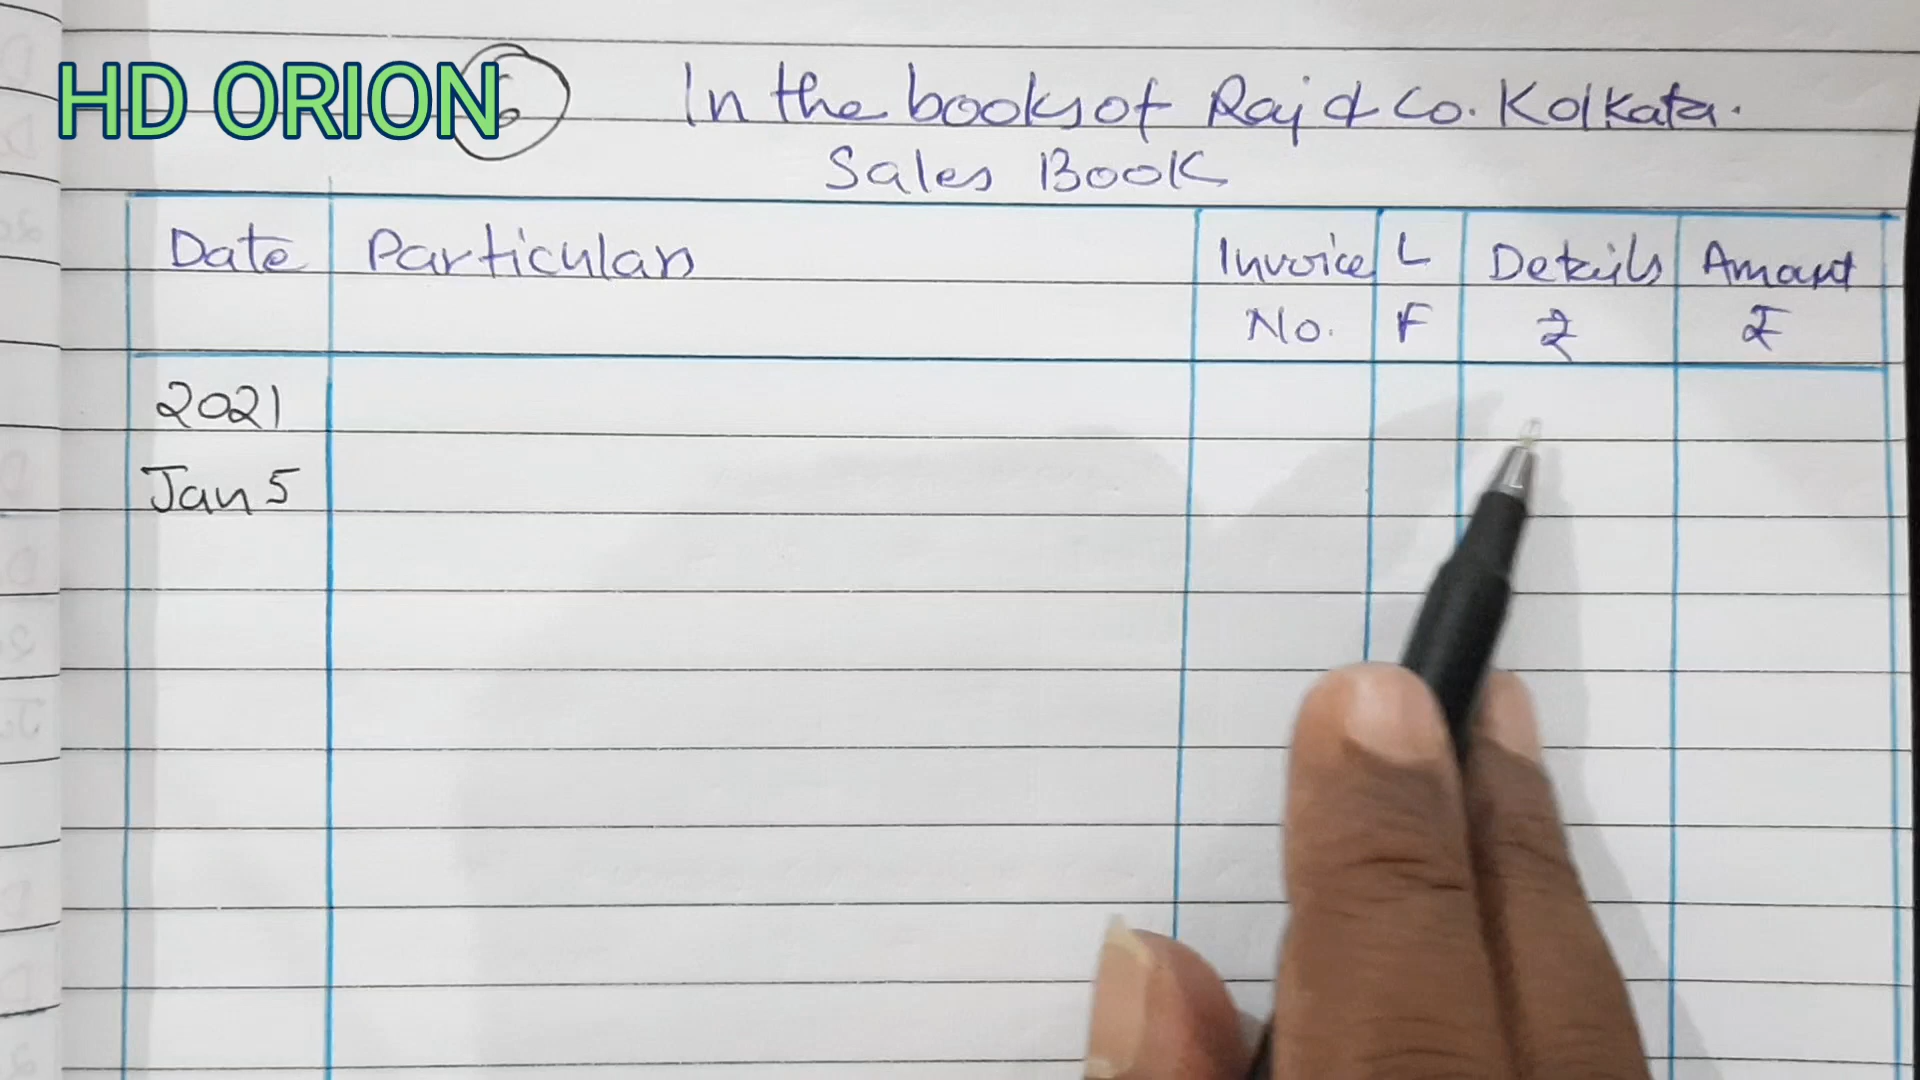 HD ORION
In the books of Raj & Co. Kolkata.
Sales Book
Date Particulars Invoice No. L F Details ₹ Amount ₹
2021
Jan 5